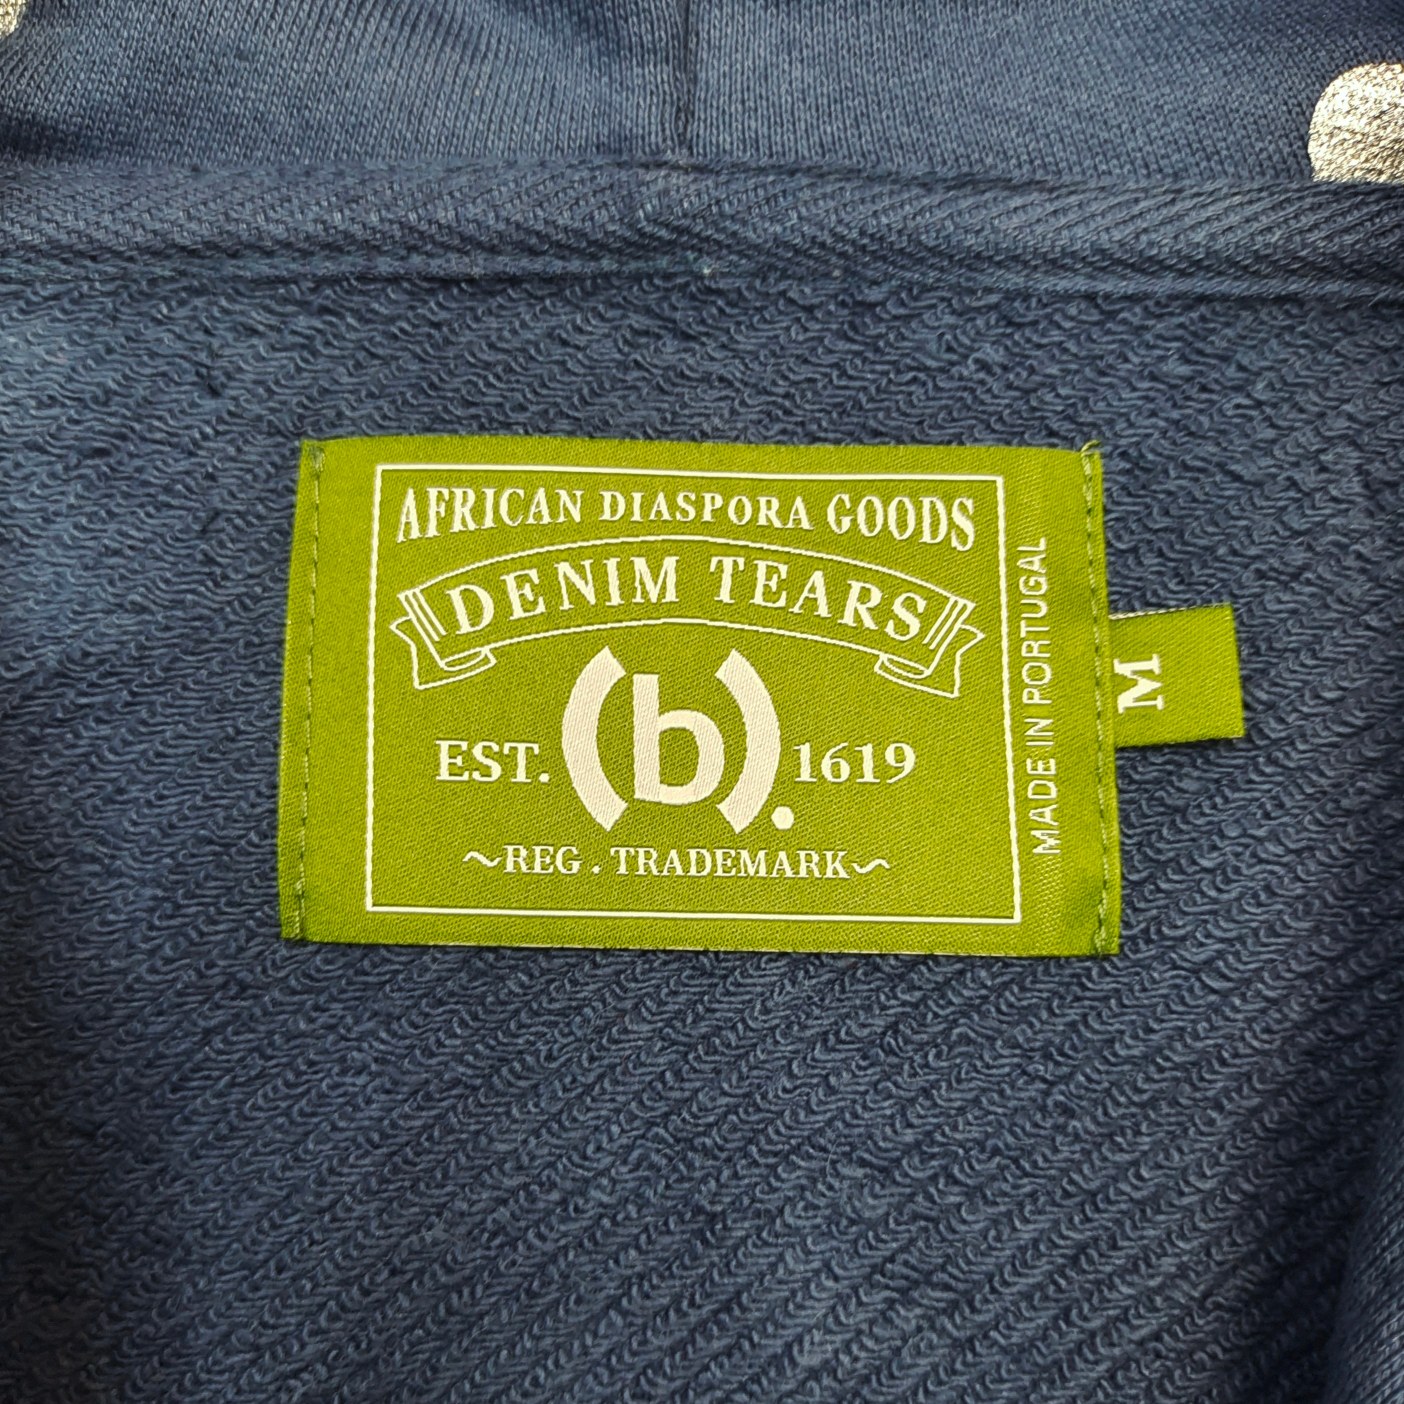 AFRICAN DIASPORA GOODS
DENIM TEARS
(b).
EST. 1619
~REG . TRADEMARK~
MADE IN PORTUGAL
M